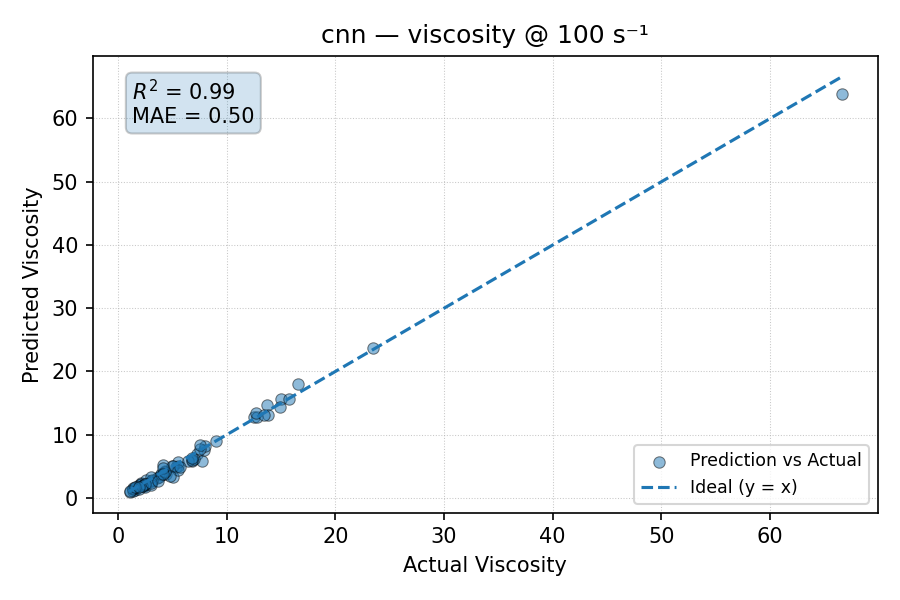 cnn — viscosity @ 100 s⁻¹
R² = 0.99
MAE = 0.50
60
50
40
30
20
10
0
Predicted Viscosity
Prediction vs Actual
Ideal (y = x)
0 10 20 30 40 50 60
Actual Viscosity